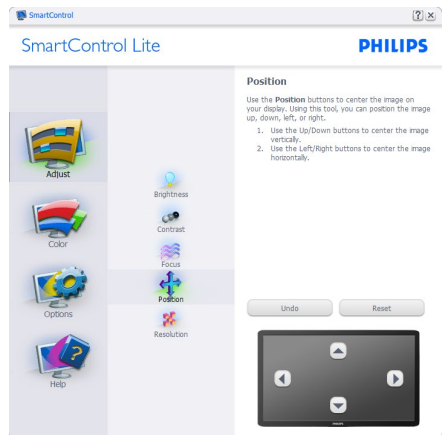 SmartControl
SmartControl Lite
PHILIPS
Adjust
Color
Options
Help
Brightness
Contrast
Focus
Position
Resolution
Position
Use the Position buttons to center the image on
your display. Using this tool, you can position the image
up, down, left, or right.
1. Use the Up/Down buttons to center the image
vertically.
2. Use the Left/Right buttons to center the image
horizontally.
Undo
Reset
PHILIPS